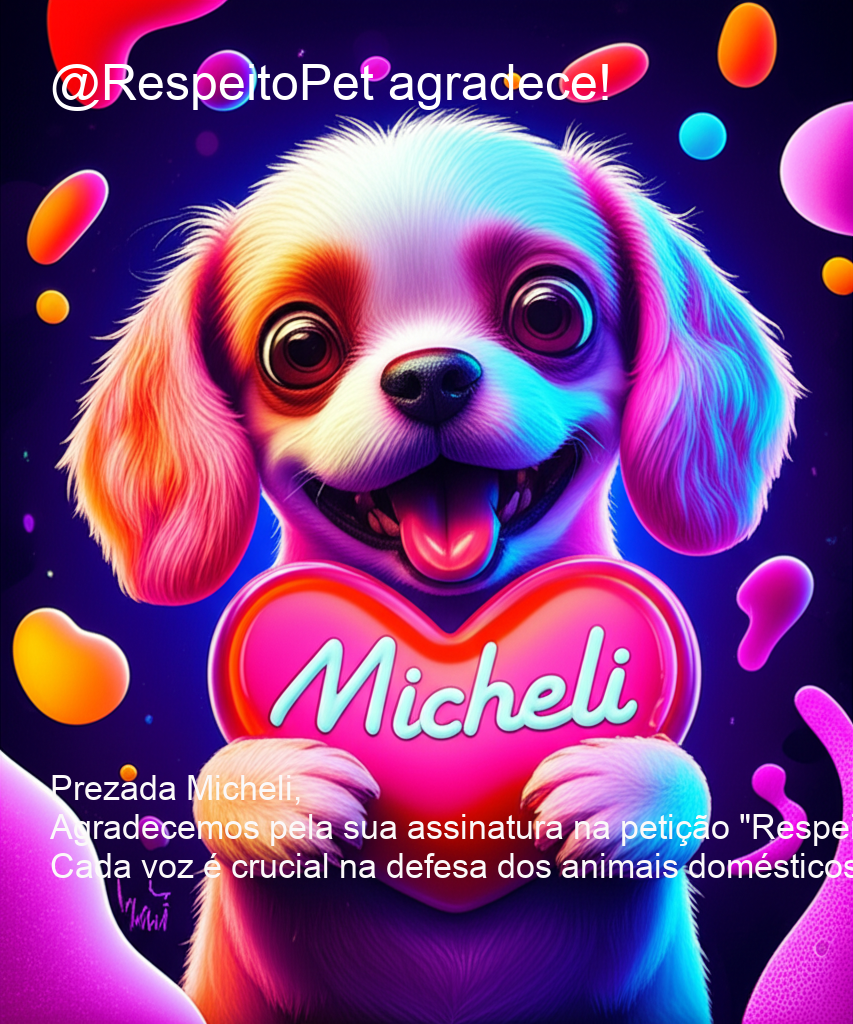 @RespeitoPet agradece!
Micheli
Prezada Micheli,
Agradecemos pela sua assinatura na petição "Respe
Cada voz é crucial na defesa dos animais domésticos